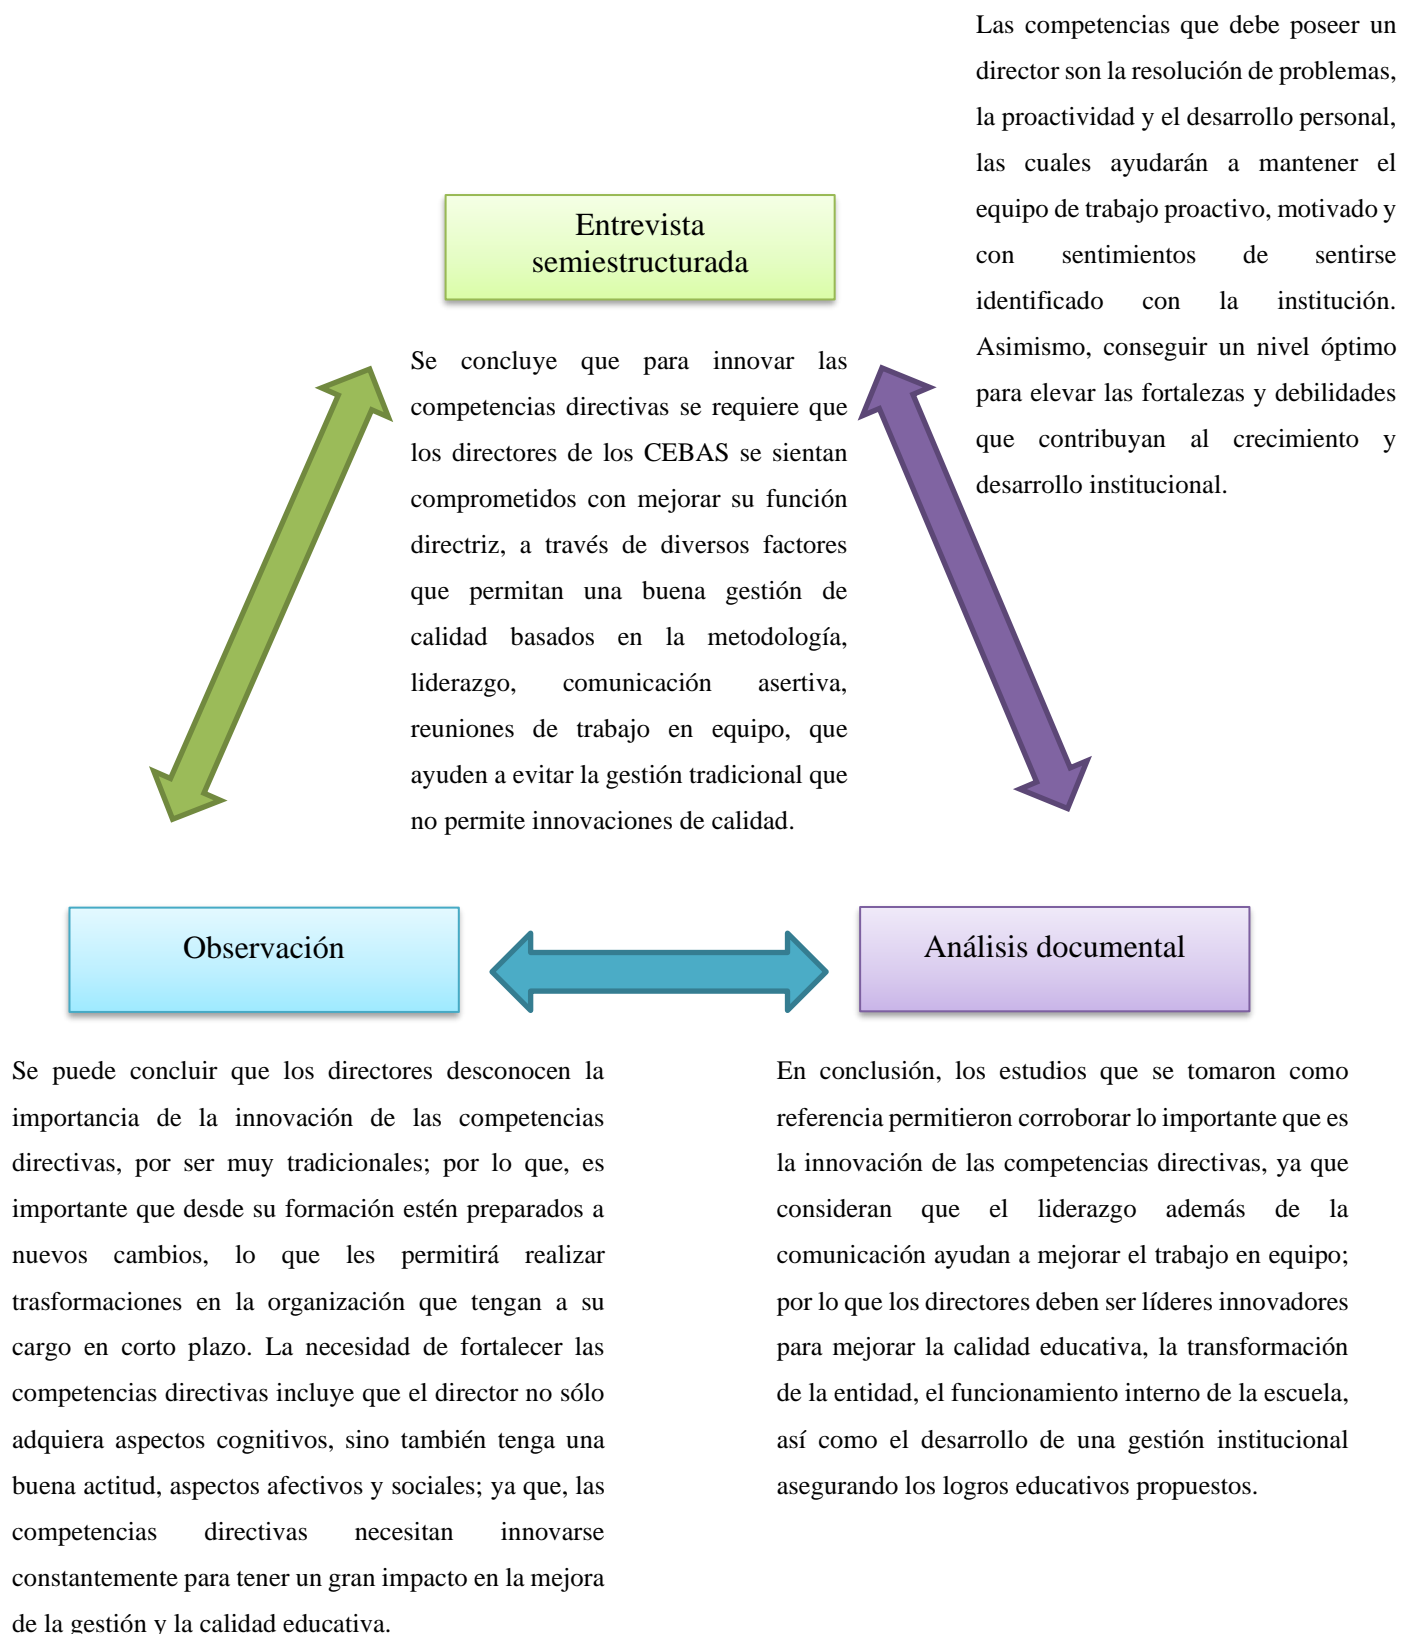 Las competencias que debe poseer un
director son la resolución de problemas,
la proactividad y el desarrollo personal,
las cuales ayudarán a mantener el
equipo de trabajo proactivo, motivado y
con sentimientos de sentirse
identificado con la institución.
Asimismo, conseguir un nivel óptimo
para elevar las fortalezas y debilidades
que contribuyan al crecimiento y
desarrollo institucional.
Entrevista
semiestructurada
Se concluye que para innovar las
competencias directivas se requiere que
los directores de los CEBAS se sientan
comprometidos con mejorar su función
directriz, a través de diversos factores
que permitan una buena gestión de
calidad basados en la metodología,
liderazgo, comunicación asertiva,
reuniones de trabajo en equipo, que
ayuden a evitar la gestión tradicional que
no permite innovaciones de calidad.
Observación
Análisis documental
Se puede concluir que los directores desconocen la
importancia de la innovación de las competencias
directivas, por ser muy tradicionales; por lo que, es
importante que desde su formación estén preparados a
nuevos cambios, lo que les permitirá realizar
trasformaciones en la organización que tengan a su
cargo en corto plazo. La necesidad de fortalecer las
competencias directivas incluye que el director no sólo
adquiera aspectos cognitivos, sino también tenga una
buena actitud, aspectos afectivos y sociales; ya que, las
competencias directivas necesitan innovarse
constantemente para tener un gran impacto en la mejora
de la gestión y la calidad educativa.
En conclusión, los estudios que se tomaron como
referencia permitieron corroborar lo importante que es
la innovación de las competencias directivas, ya que
consideran que el liderazgo además de la
comunicación ayudan a mejorar el trabajo en equipo;
por lo que los directores deben ser líderes innovadores
para mejorar la calidad educativa, la transformación
de la entidad, el funcionamiento interno de la escuela,
así como el desarrollo de una gestión institucional
asegurando los logros educativos propuestos.